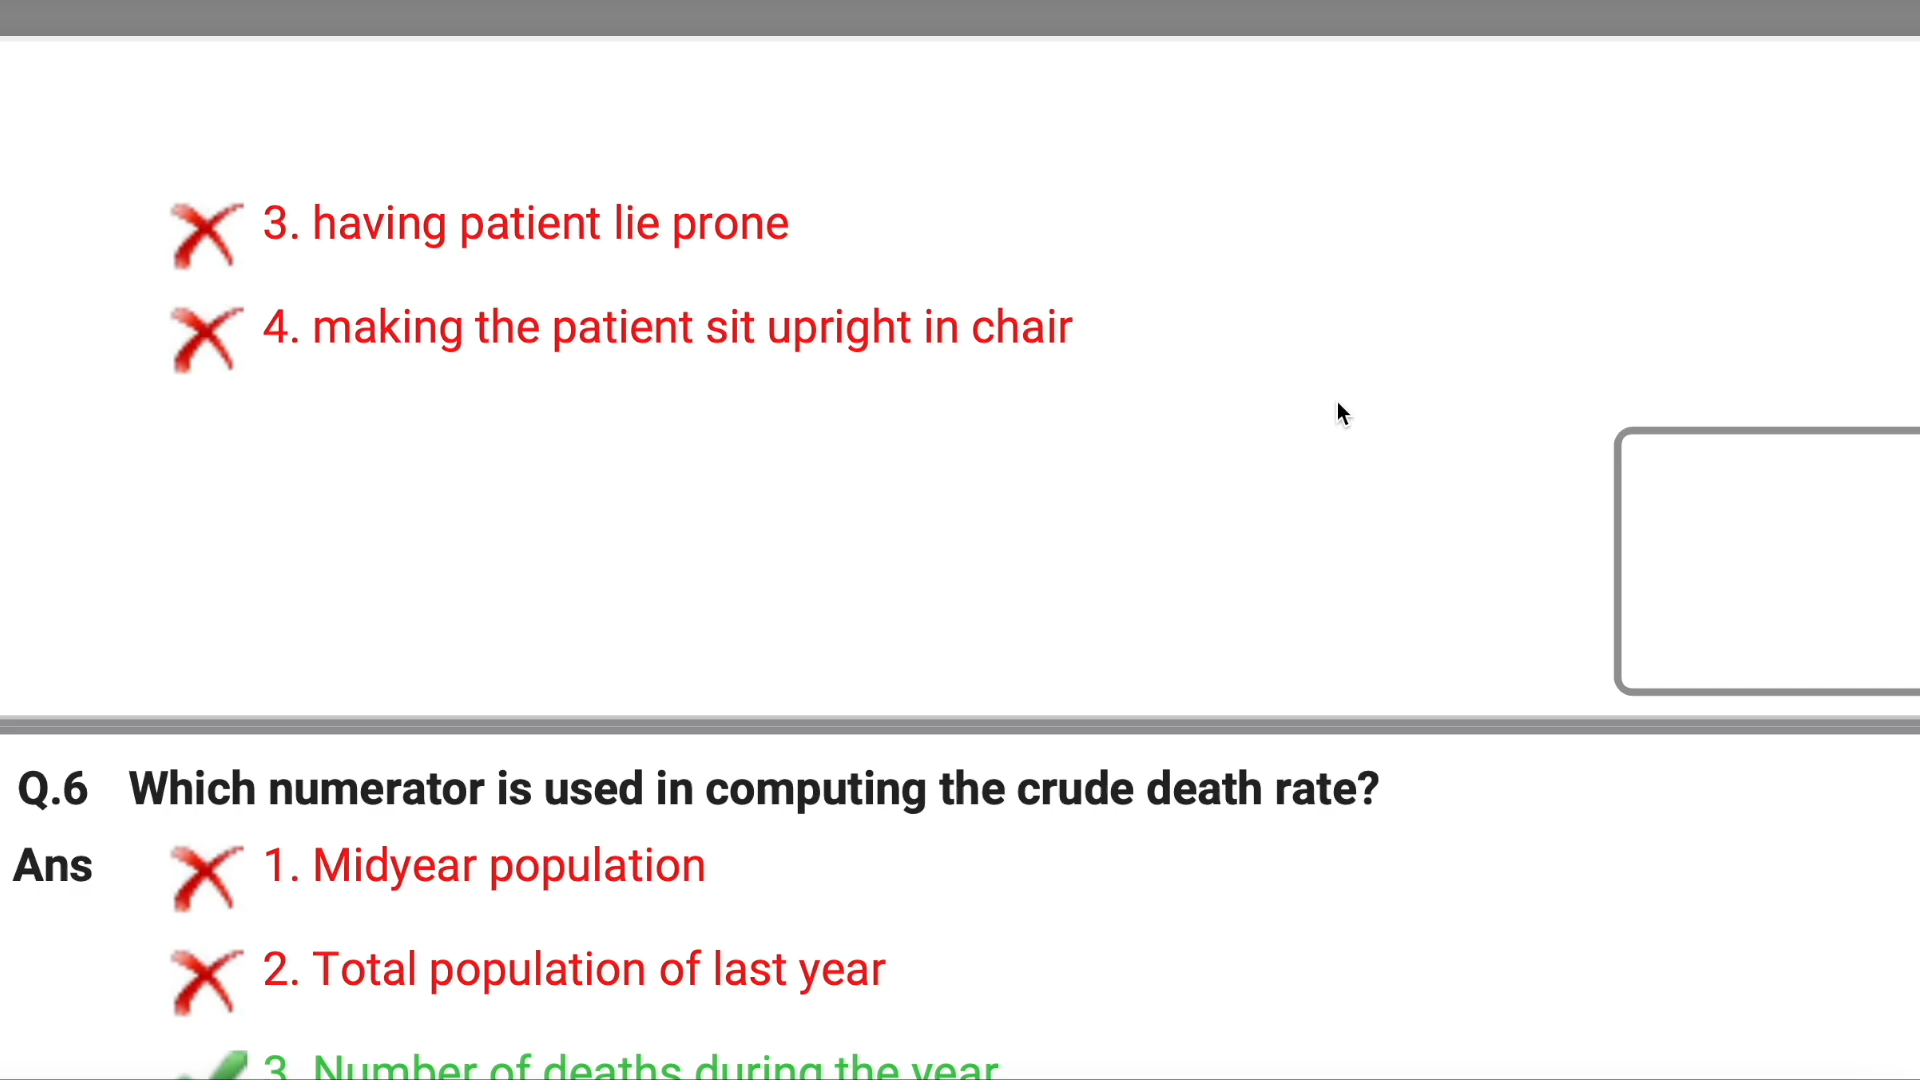 3. having patient lie prone
4. making the patient sit upright in chair
Q.6 Which numerator is used in computing the crude death rate?
Ans 1. Midyear population
2. Total population of last year
3. Number of deaths during the year